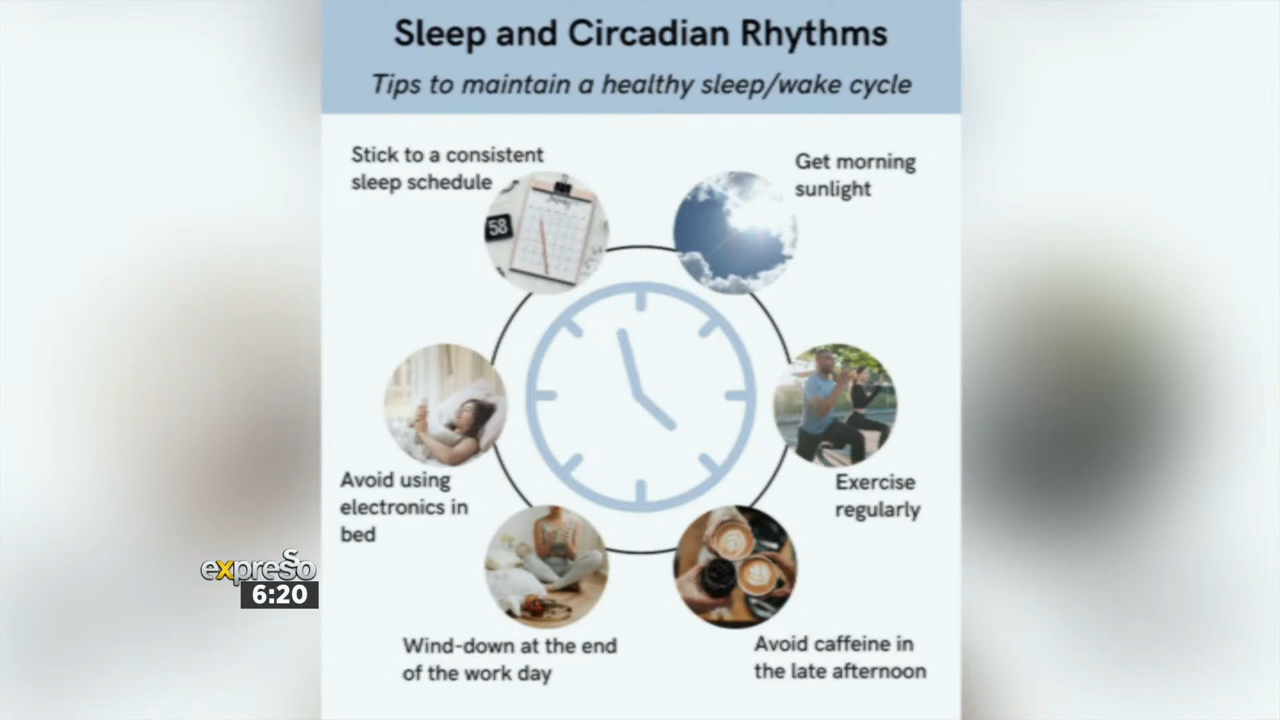 Sleep and Circadian Rhythms
Tips to maintain a healthy sleep/wake cycle
Stick to a consistent
sleep schedule
Get morning
sunlight
58
Avoid using
electronics in
bed
Exercise
regularly
expresso
6:20
Wind-down at the end
of the work day
Avoid caffeine in
the late afternoon